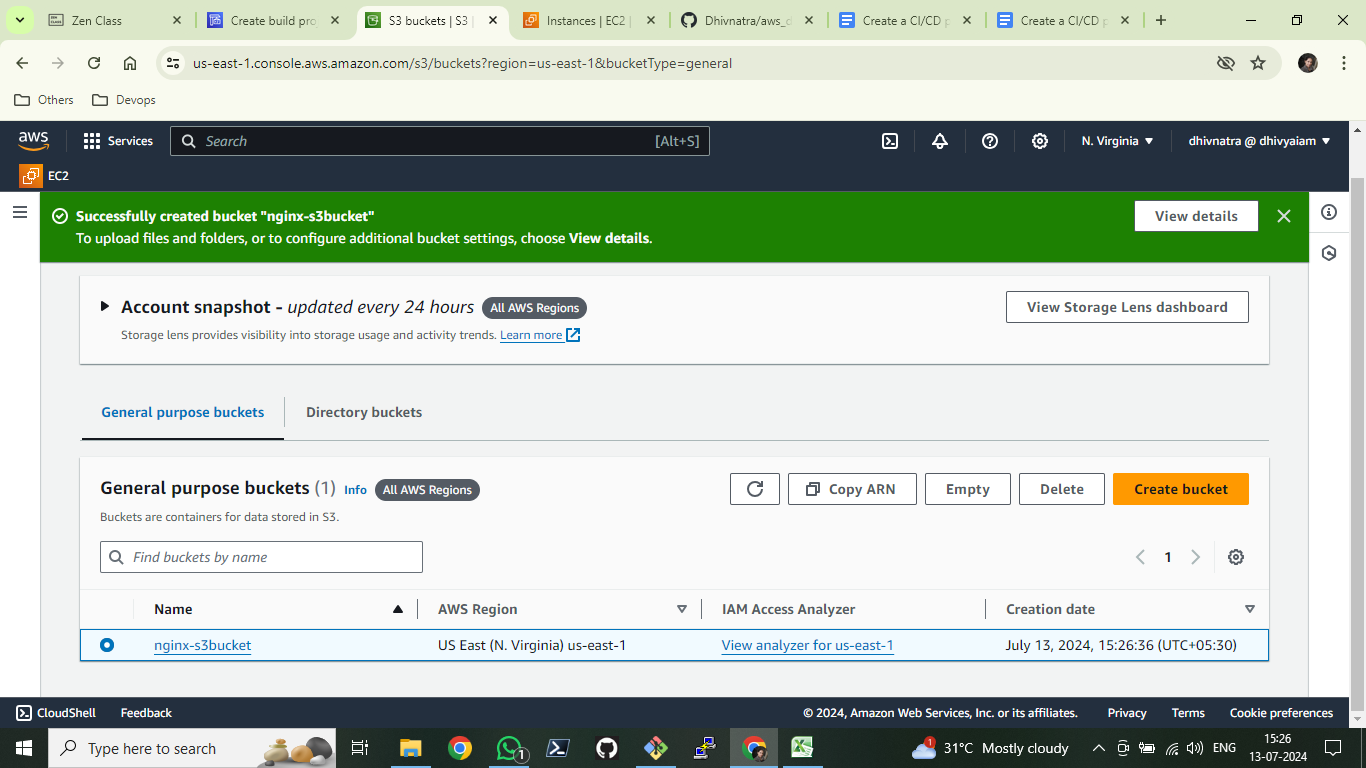 Zen Class
Create build pro
S3 buckets | S3 |
Instances | EC2 |
Dhivnatra/aws_d
Create a CI/CD p
Create a CI/CD p
us-east-1.console.aws.amazon.com/s3/buckets?region=us-east-1&bucketType=general
Others
Devops
aws
Services
Search
[Alt+S]
N. Virginia
dhivnatra @ dhivyaiam
EC2
Successfully created bucket "nginx-s3bucket"
To upload files and folders, or to configure additional bucket settings, choose View details.
View details
Account snapshot - updated every 24 hours
All AWS Regions
Storage lens provides visibility into storage usage and activity trends. Learn more
View Storage Lens dashboard
General purpose buckets
Directory buckets
General purpose buckets (1)
Info
All AWS Regions
Buckets are containers for data stored in S3.
Copy ARN
Empty
Delete
Create bucket
Find buckets by name
1
Name
AWS Region
IAM Access Analyzer
Creation date
nginx-s3bucket
US East (N. Virginia) us-east-1
View analyzer for us-east-1
July 13, 2024, 15:26:36 (UTC+05:30)
CloudShell
Feedback
© 2024, Amazon Web Services, Inc. or its affiliates.
Privacy
Terms
Cookie preferences
Type here to search
1
1
31°C Mostly cloudy
ENG
15:26
13-07-2024